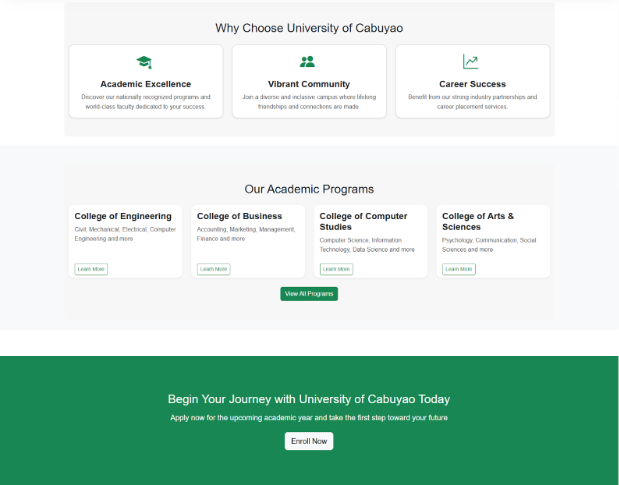 Why Choose University of Cabuyao
Academic Excellence
Discover our nationally recognized programs and
world-class faculty dedicated to your success.
Vibrant Community
Join a diverse and inclusive campus where lifelong
friendships and connections are made.
Career Success
Benefit from our strong industry partnerships and
career placement services.
Our Academic Programs
College of Engineering
Civil, Mechanical, Electrical, Computer
Engineering and more
Learn More
College of Business
Accounting, Marketing, Management,
Finance and more
Learn More
College of Computer
Studies
Computer Science, Information
Technology, Data Science and more
Learn More
College of Arts &
Sciences
Psychology, Communication, Social
Sciences and more
Learn More
View All Programs
Begin Your Journey with University of Cabuyao Today
Apply now for the upcoming academic year and take the first step toward your future
Enroll Now